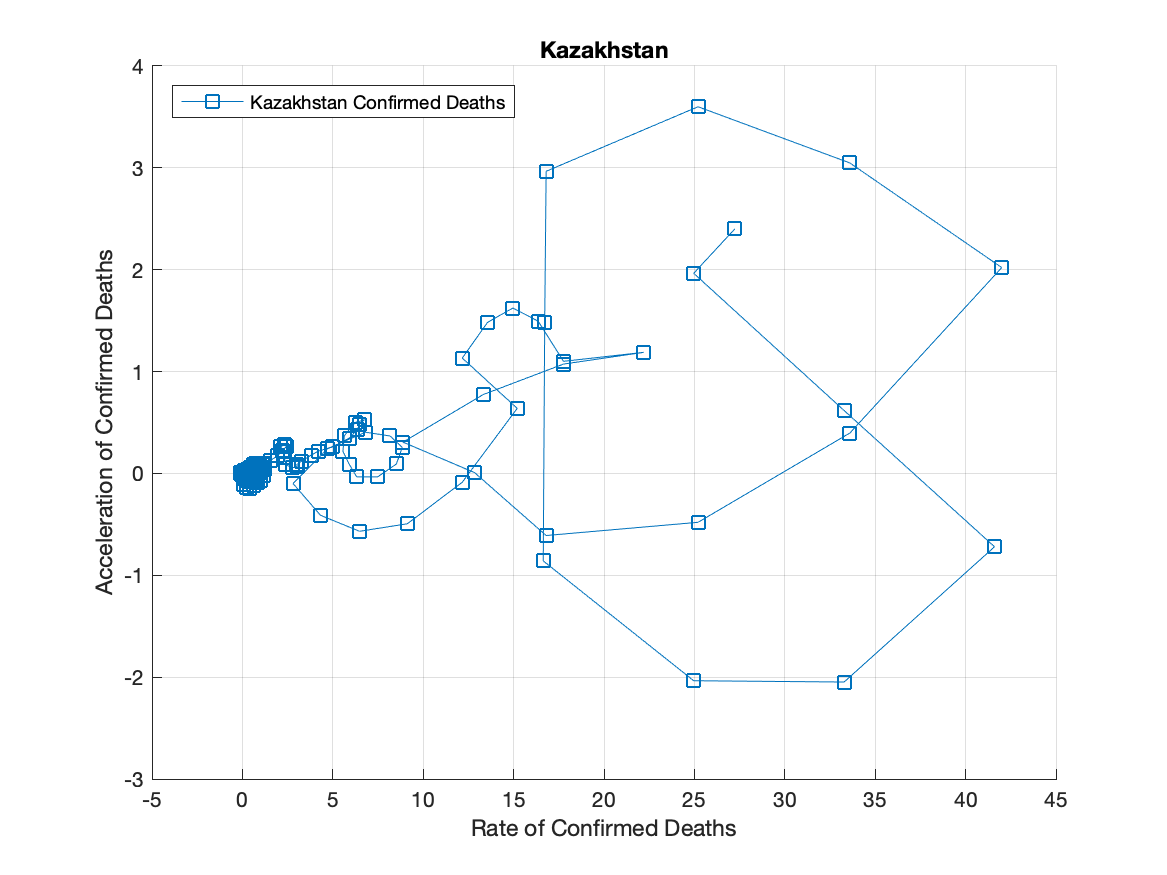 Kazakhstan
Kazakhstan Confirmed Deaths
4
3
2
1
0
-1
-2
-3
Acceleration of Confirmed Deaths
-5 0 5 10 15 20 25 30 35 40 45
Rate of Confirmed Deaths